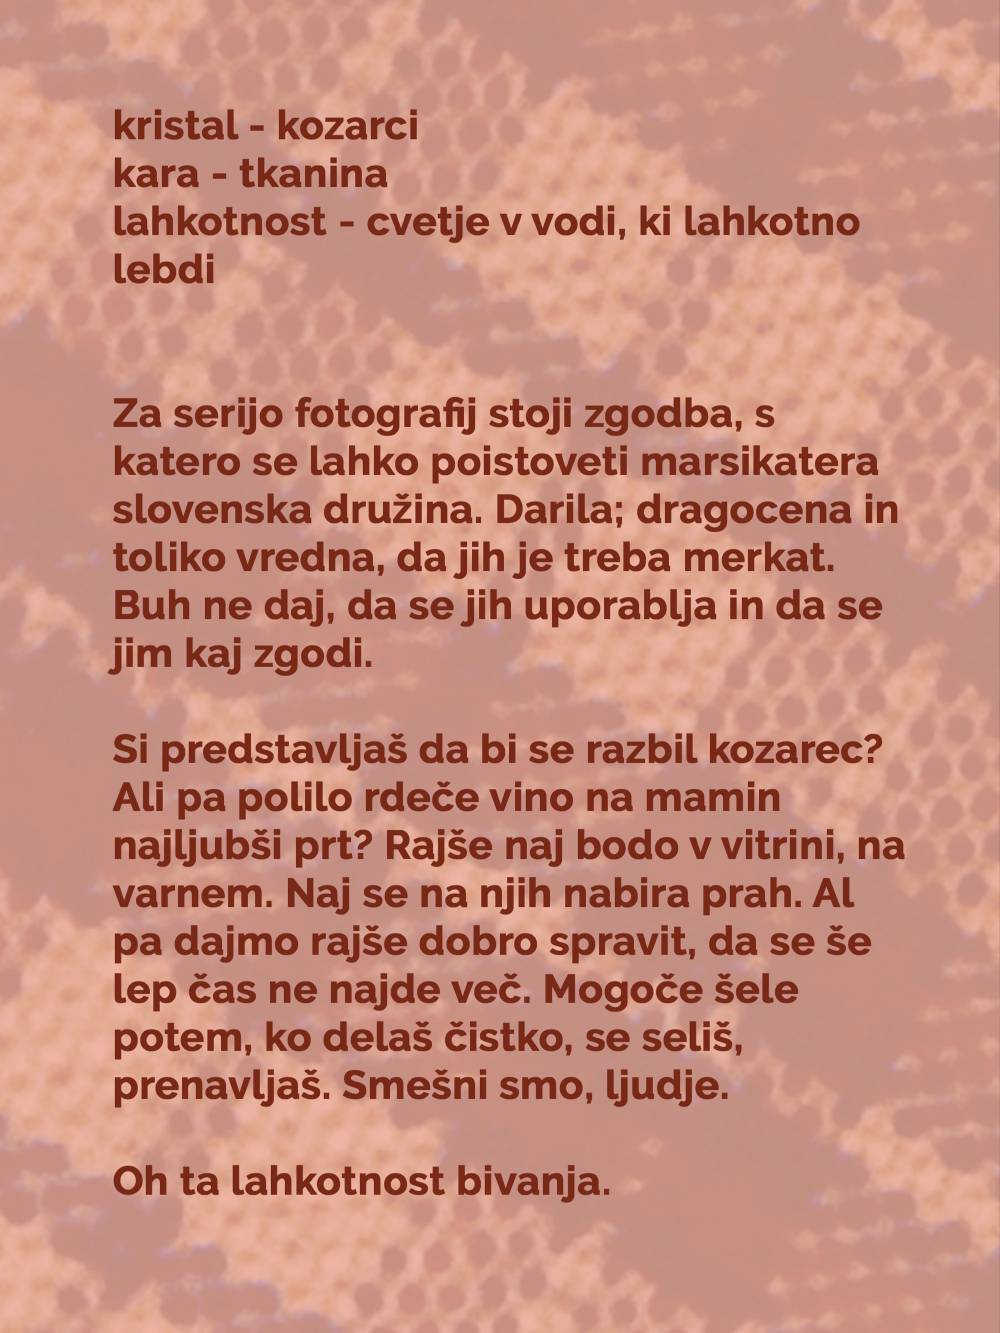 kristal - kozarci
kara - tkanina
lahkotnost - cvetje v vodi, ki lahkotno
lebdi
Za serijo fotografij stoji zgodba, s
katero se lahko poistoveti marsikatera
slovenska družina. Darila; dragocena in
toliko vredna, da jih je treba merkat.
Buh ne daj, da se jih uporablja in da se
jim kaj zgodi.
Si predstavljaš da bi se razbil kozarec?
Ali pa polilo rdeče vino na mamin
najljubši prt? Rajše naj bodo v vitrini, na
varnem. Naj se na njih nabira prah. Al
pa dajmo rajše dobro spravit, da se še
lep čas ne najde več. Mogoče šele
potem, ko delaš čistko, se seliš,
prenavljaš. Smešni smo, ljudje.
Oh ta lahkotnost bivanja.